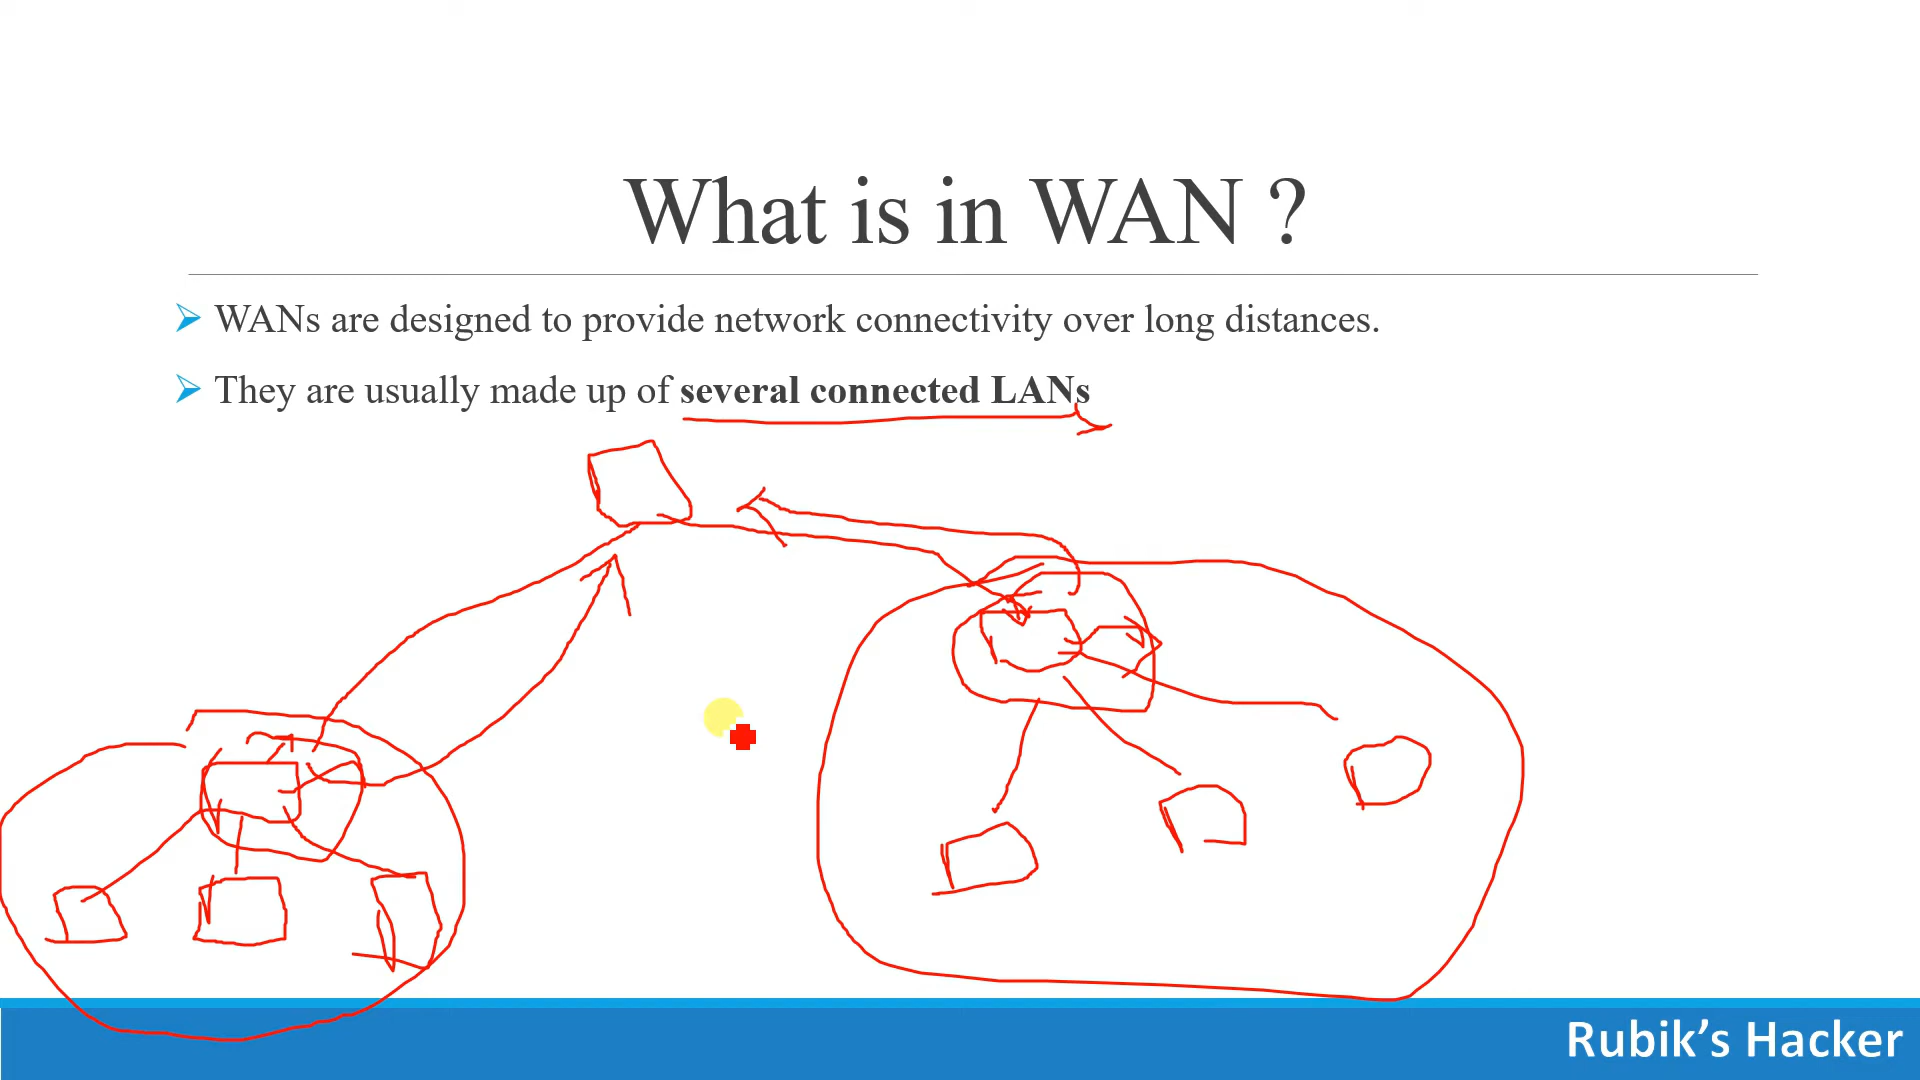 What is in WAN ?
WANs are designed to provide network connectivity over long distances.
They are usually made up of several connected LANs
Rubik’s Hacker